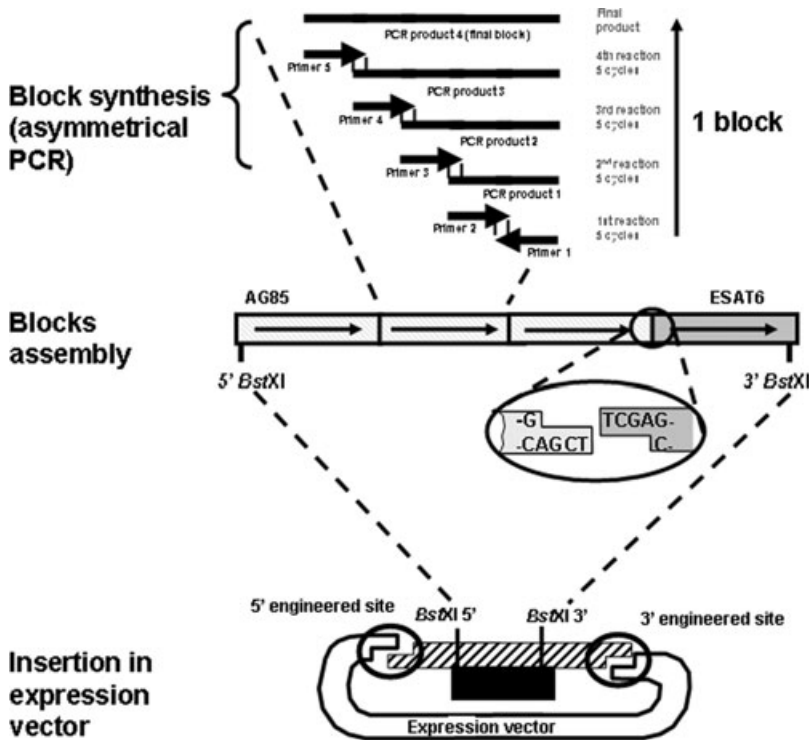 Final
product
PCR product 4 (final block)
Primer 5
4th reaction
5 cycles
PCR product 3
Block synthesis
(asymmetrical
PCR)
Primer 4
3rd reaction
5 cycles
1 block
PCR product 2
Primer 3
2nd reaction
5 cycles
PCR product 1
Primer 2
1st reaction
5 cycles
Primer 1
AG85
ESAT6
Blocks
assembly
5' BstXI
3' BstXI
-G
-CAGCT
TCGAG-
C-
5' engineered site
BstXI 5'
BstXI 3'
3' engineered site
Insertion in
expression
vector
Expression vector